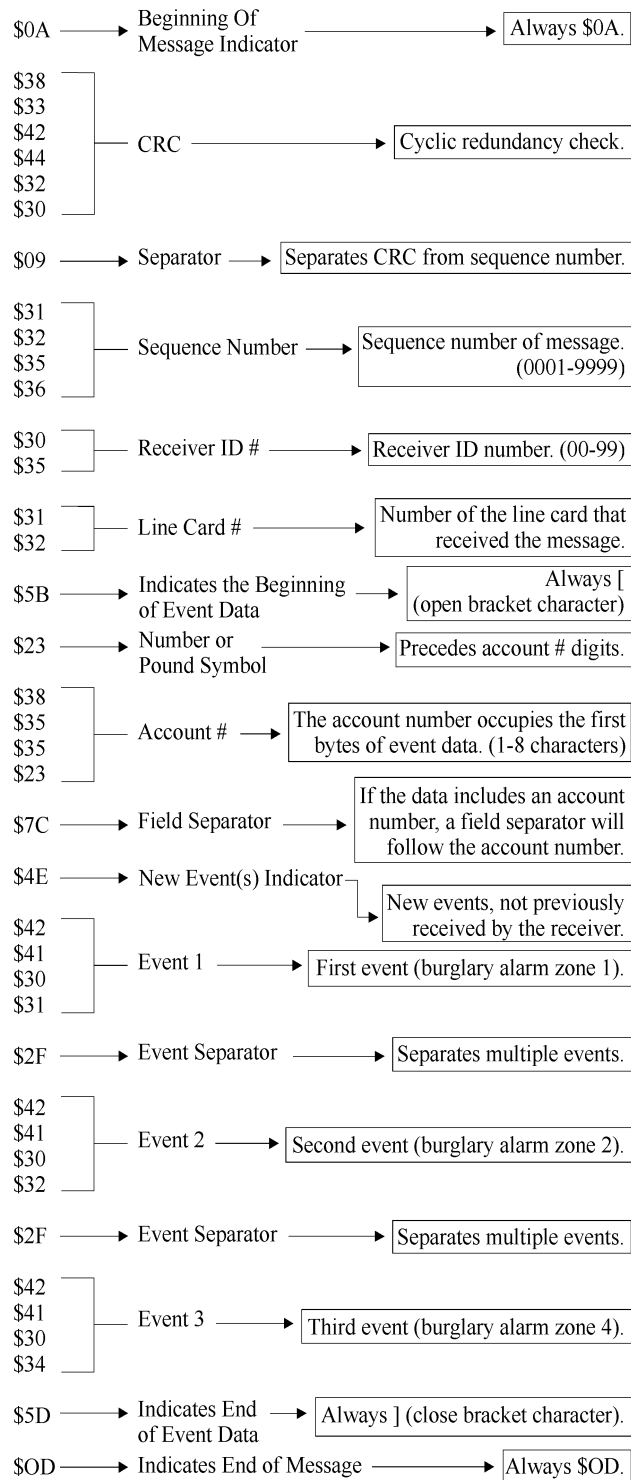 $0A Beginning Of Always $0A.
Message Indicator
$38
$33
$42
$44
$32
$30
CRC Cyclic redundancy check.
$09 Separator Separates CRC from sequence number.
$31
$32
$35
$36
Sequence Number Sequence number of message.
(0001-9999)
$30
$35
Receiver ID # Receiver ID number. (00-99)
$31
$32
Line Card # Number of the line card that
received the message.
$5B Indicates the Beginning Always [
of Event Data (open bracket character)
$23 Number or Precedes account # digits.
Pound Symbol
$38
$35
$35
$23
Account # The account number occupies the first
bytes of event data. (1-8 characters)
$7C Field Separator If the data includes an account
number, a field separator will
follow the account number.
$4E New Event(s) Indicator New events, not previously
received by the receiver.
$42
$41
$30
$31
Event 1 First event (burglary alarm zone 1).
$2F Event Separator Separates multiple events.
$42
$41
$30
$32
Event 2 Second event (burglary alarm zone 2).
$2F Event Separator Separates multiple events.
$42
$41
$30
$34
Event 3 Third event (burglary alarm zone 4).
$5D Indicates End Always ] (close bracket character).
of Event Data
$OD Indicates End of Message Always $OD.